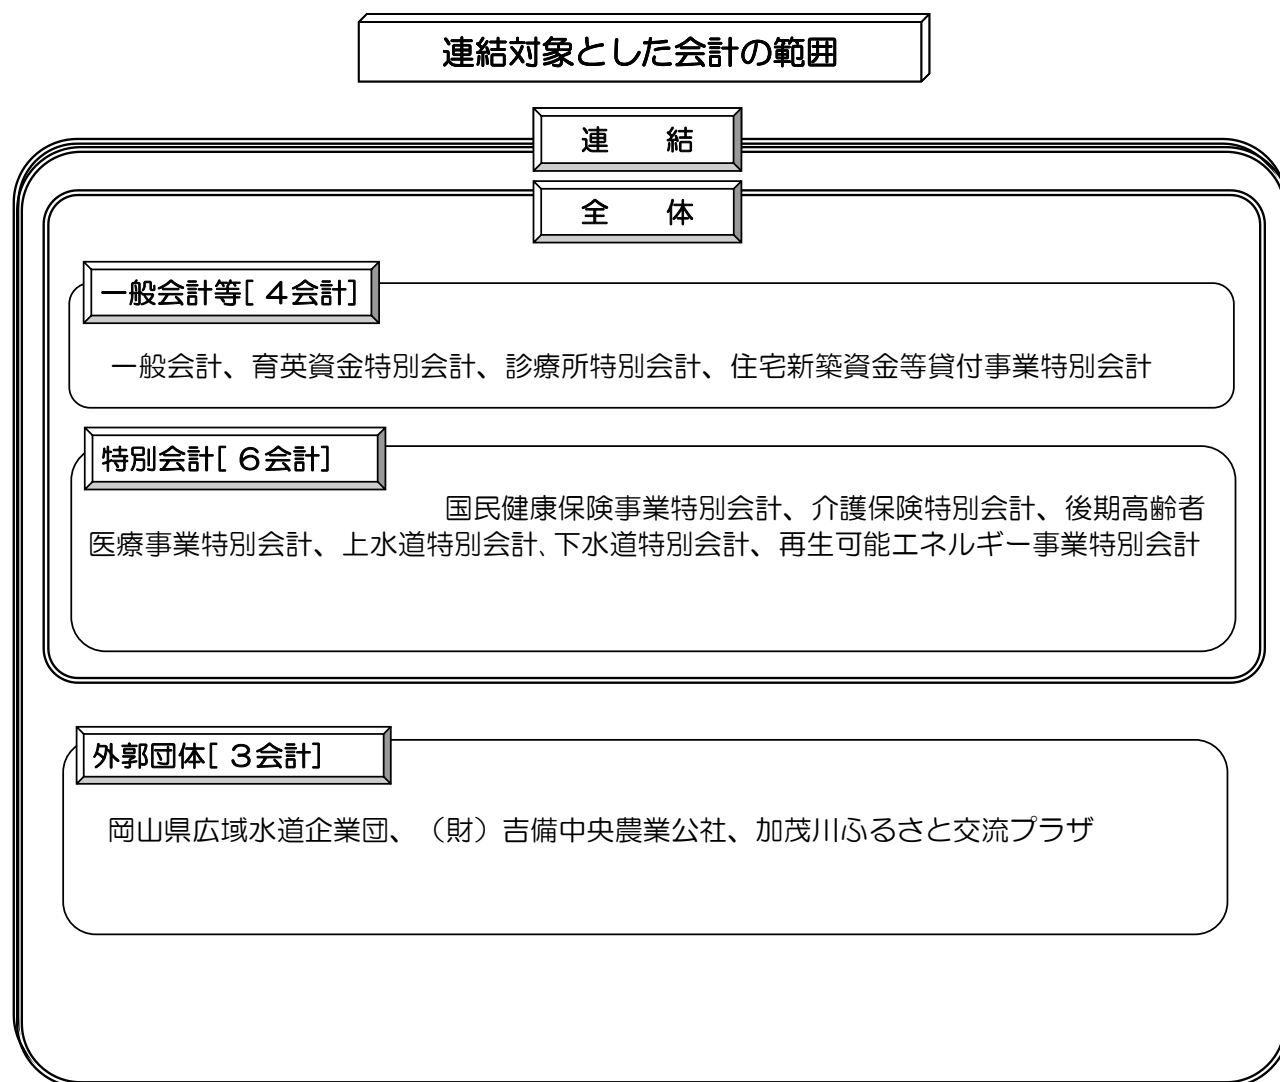 連結対象とした会計の範囲
連　結
全　体
一般会計等[ ４会計]
一般会計、育英資金特別会計、診療所特別会計、住宅新築資金等貸付事業特別会計
特別会計[ ６会計]
国民健康保険事業特別会計、介護保険特別会計、後期高齢者
医療事業特別会計、上水道特別会計、下水道特別会計、再生可能エネルギー事業特別会計
外郭団体[ ３会計]
岡山県広域水道企業団、（財）吉備中央農業公社、加茂川ふるさと交流プラザ